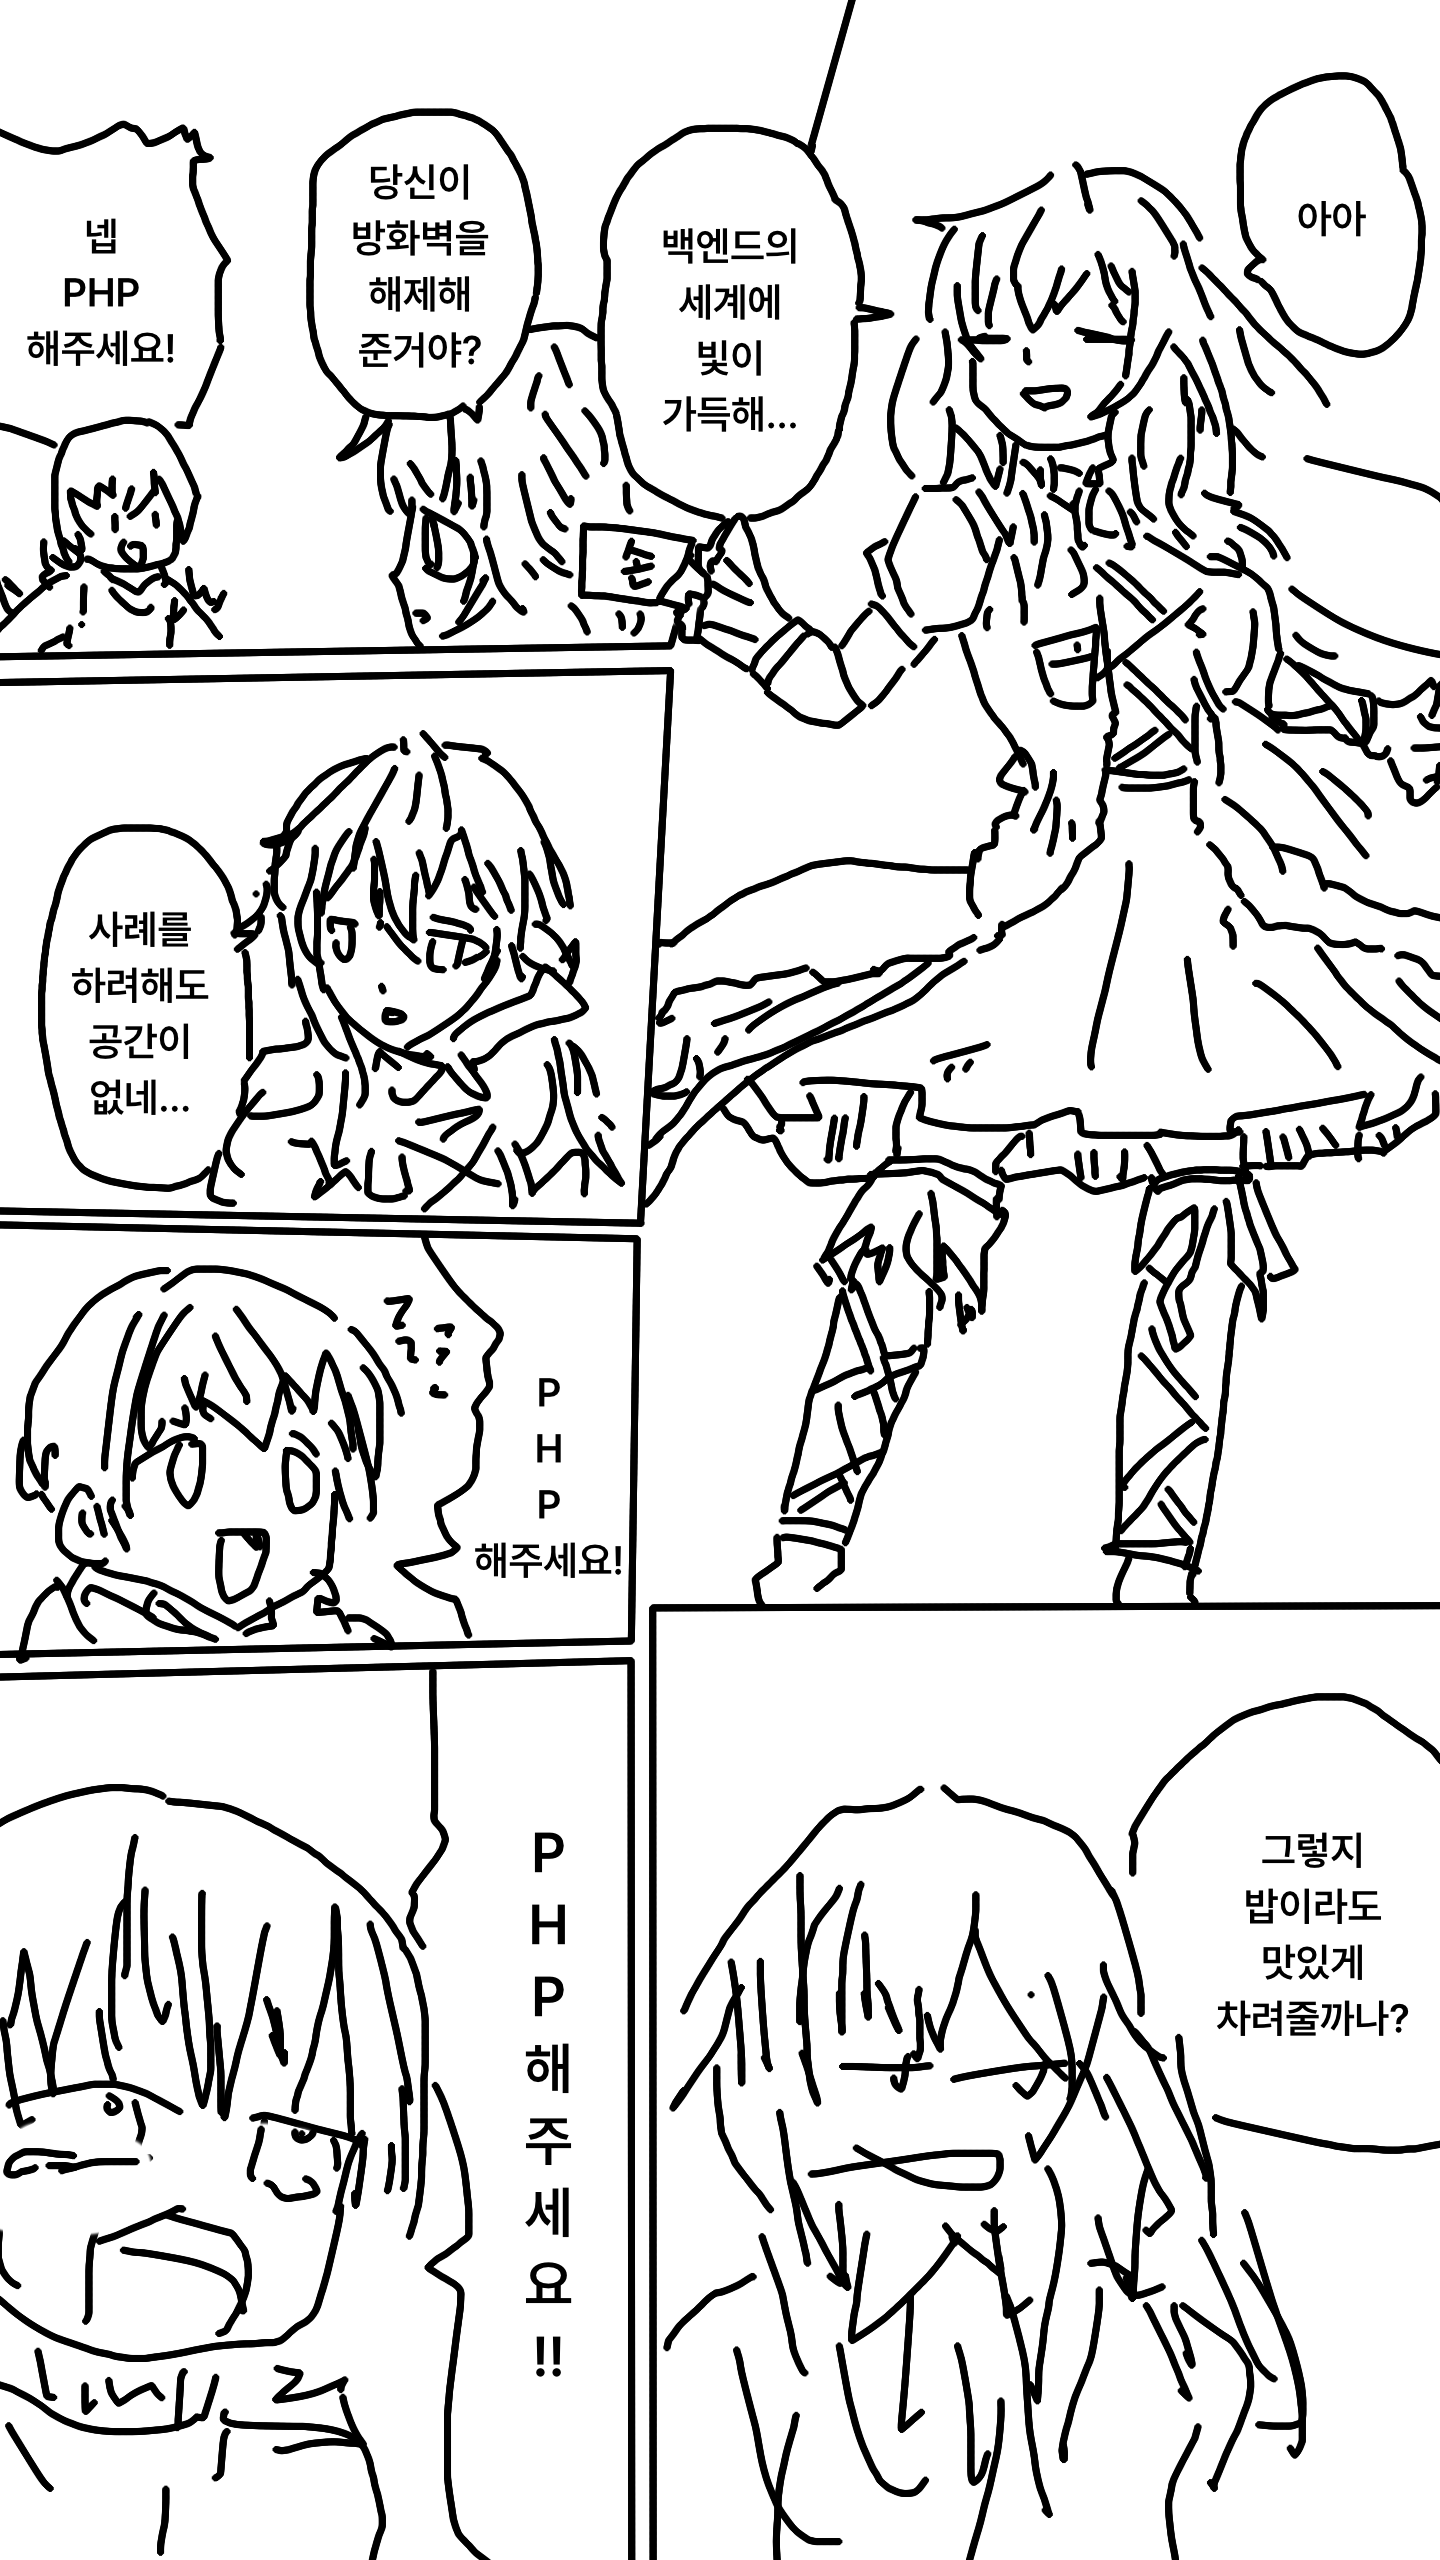 아아
백엔드의
세계에
빛이
가득해...
당신이
방화벽을
해제해
준거야?
넵
PHP
해주세요!
사례를
하려해도
공간이
없네...
P
H
P
해주세요!
그렇지
밥이라도
맛있게
차려줄까나?
P
H
P
해
주
세
요
!!